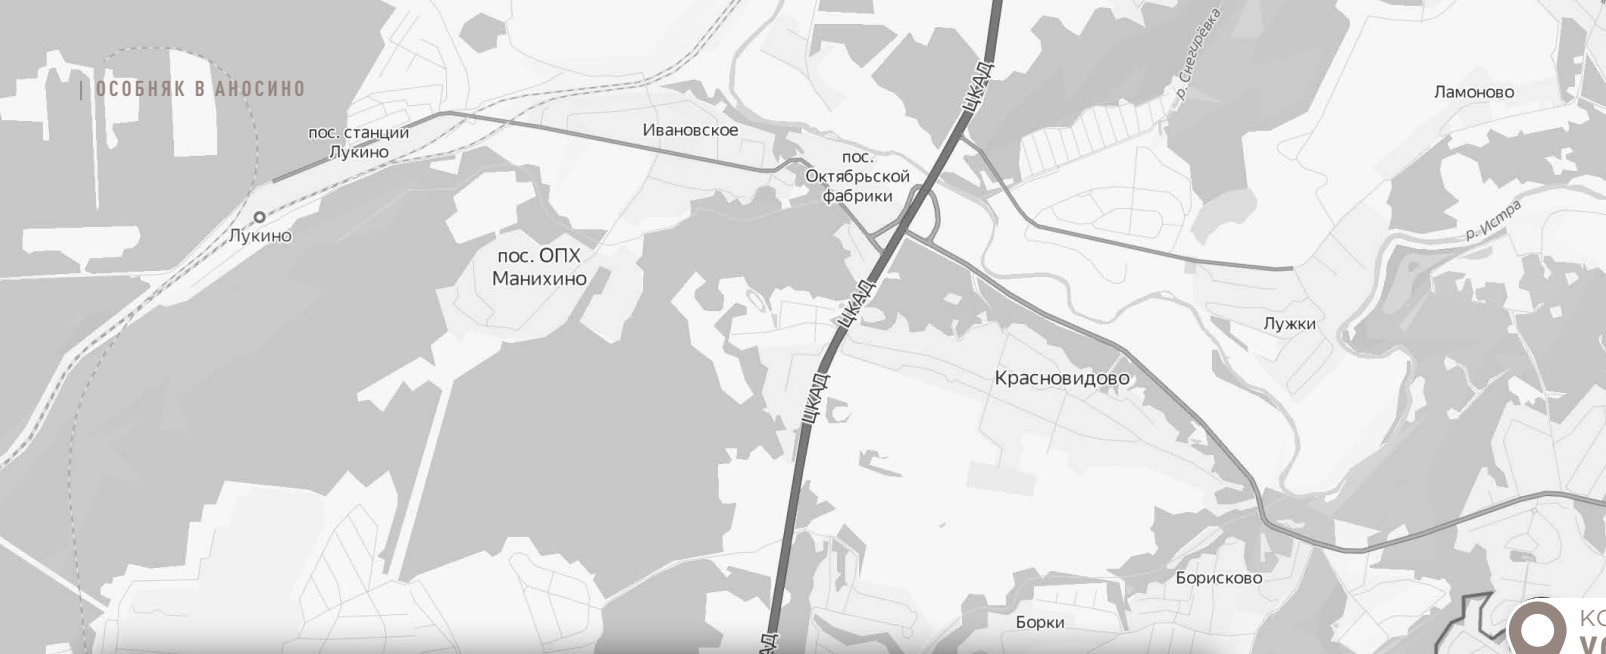 | ОСОБНЯК В АНОСИНО
р. Снегирёвка
ЦКАД
Ламоново
пос. станции
Лукино
Ивановское
пос.
Октябрьской
фабрики
р. Истра
Лукино
пос. ОПХ
Манихино
ЦКАД
Лужки
Красновидово
ЦКАД
Борисково
Борки